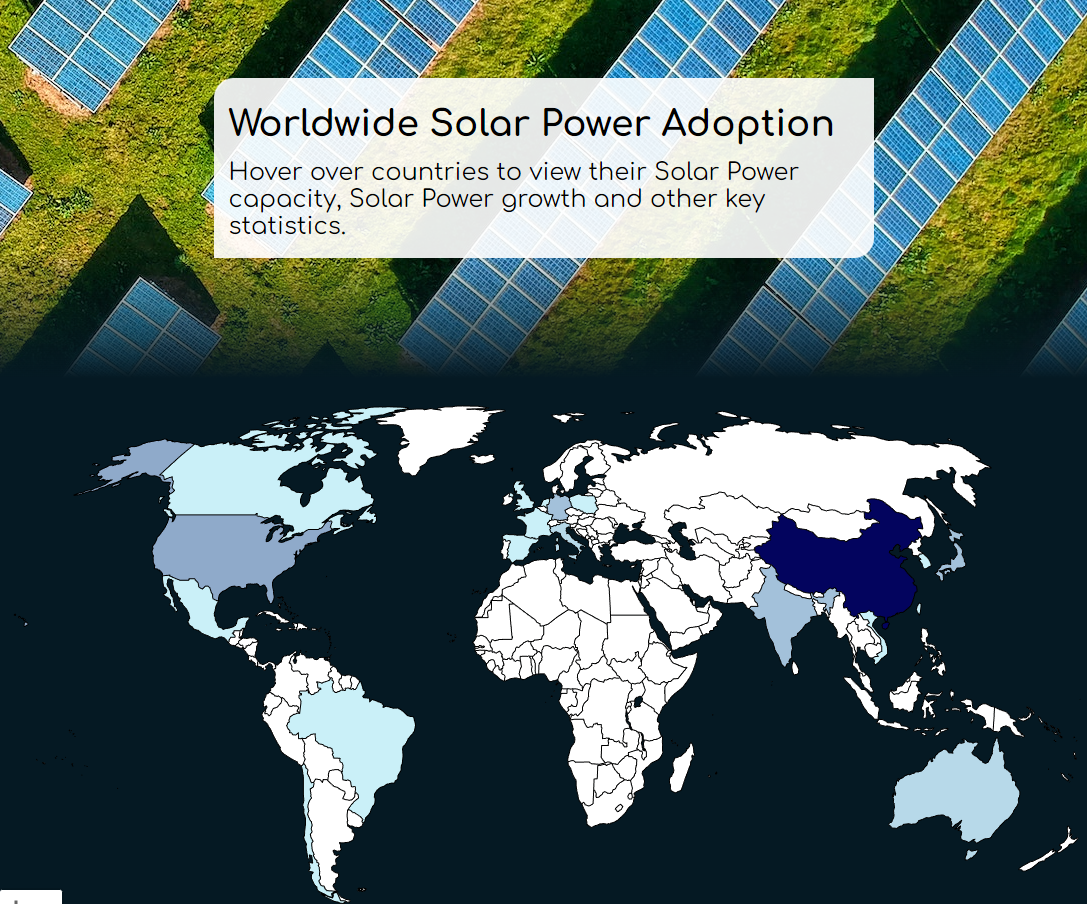 Worldwide Solar Power Adoption
Hover over countries to view their Solar Power
capacity, Solar Power growth and other key
statistics.